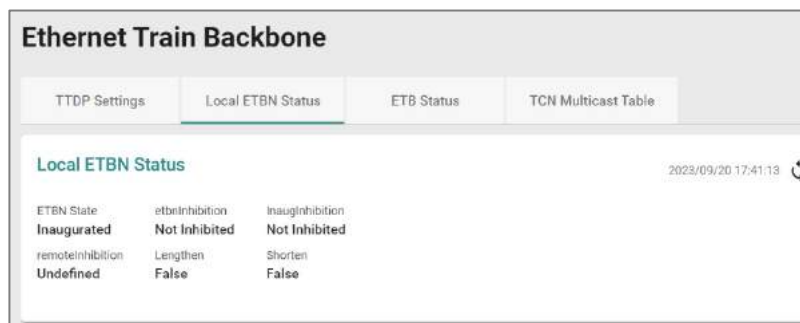 Ethernet Train Backbone
TTDP Settings Local ETBN Status ETB Status TCN Multicast Table
Local ETBN Status 2023/09/20 17:41:13
ETBN State etbnInhibition InaugInhibition
Inaugurated Not Inhibited Not Inhibited
remoteInhibition Lengthen Shorten
Undefined False False